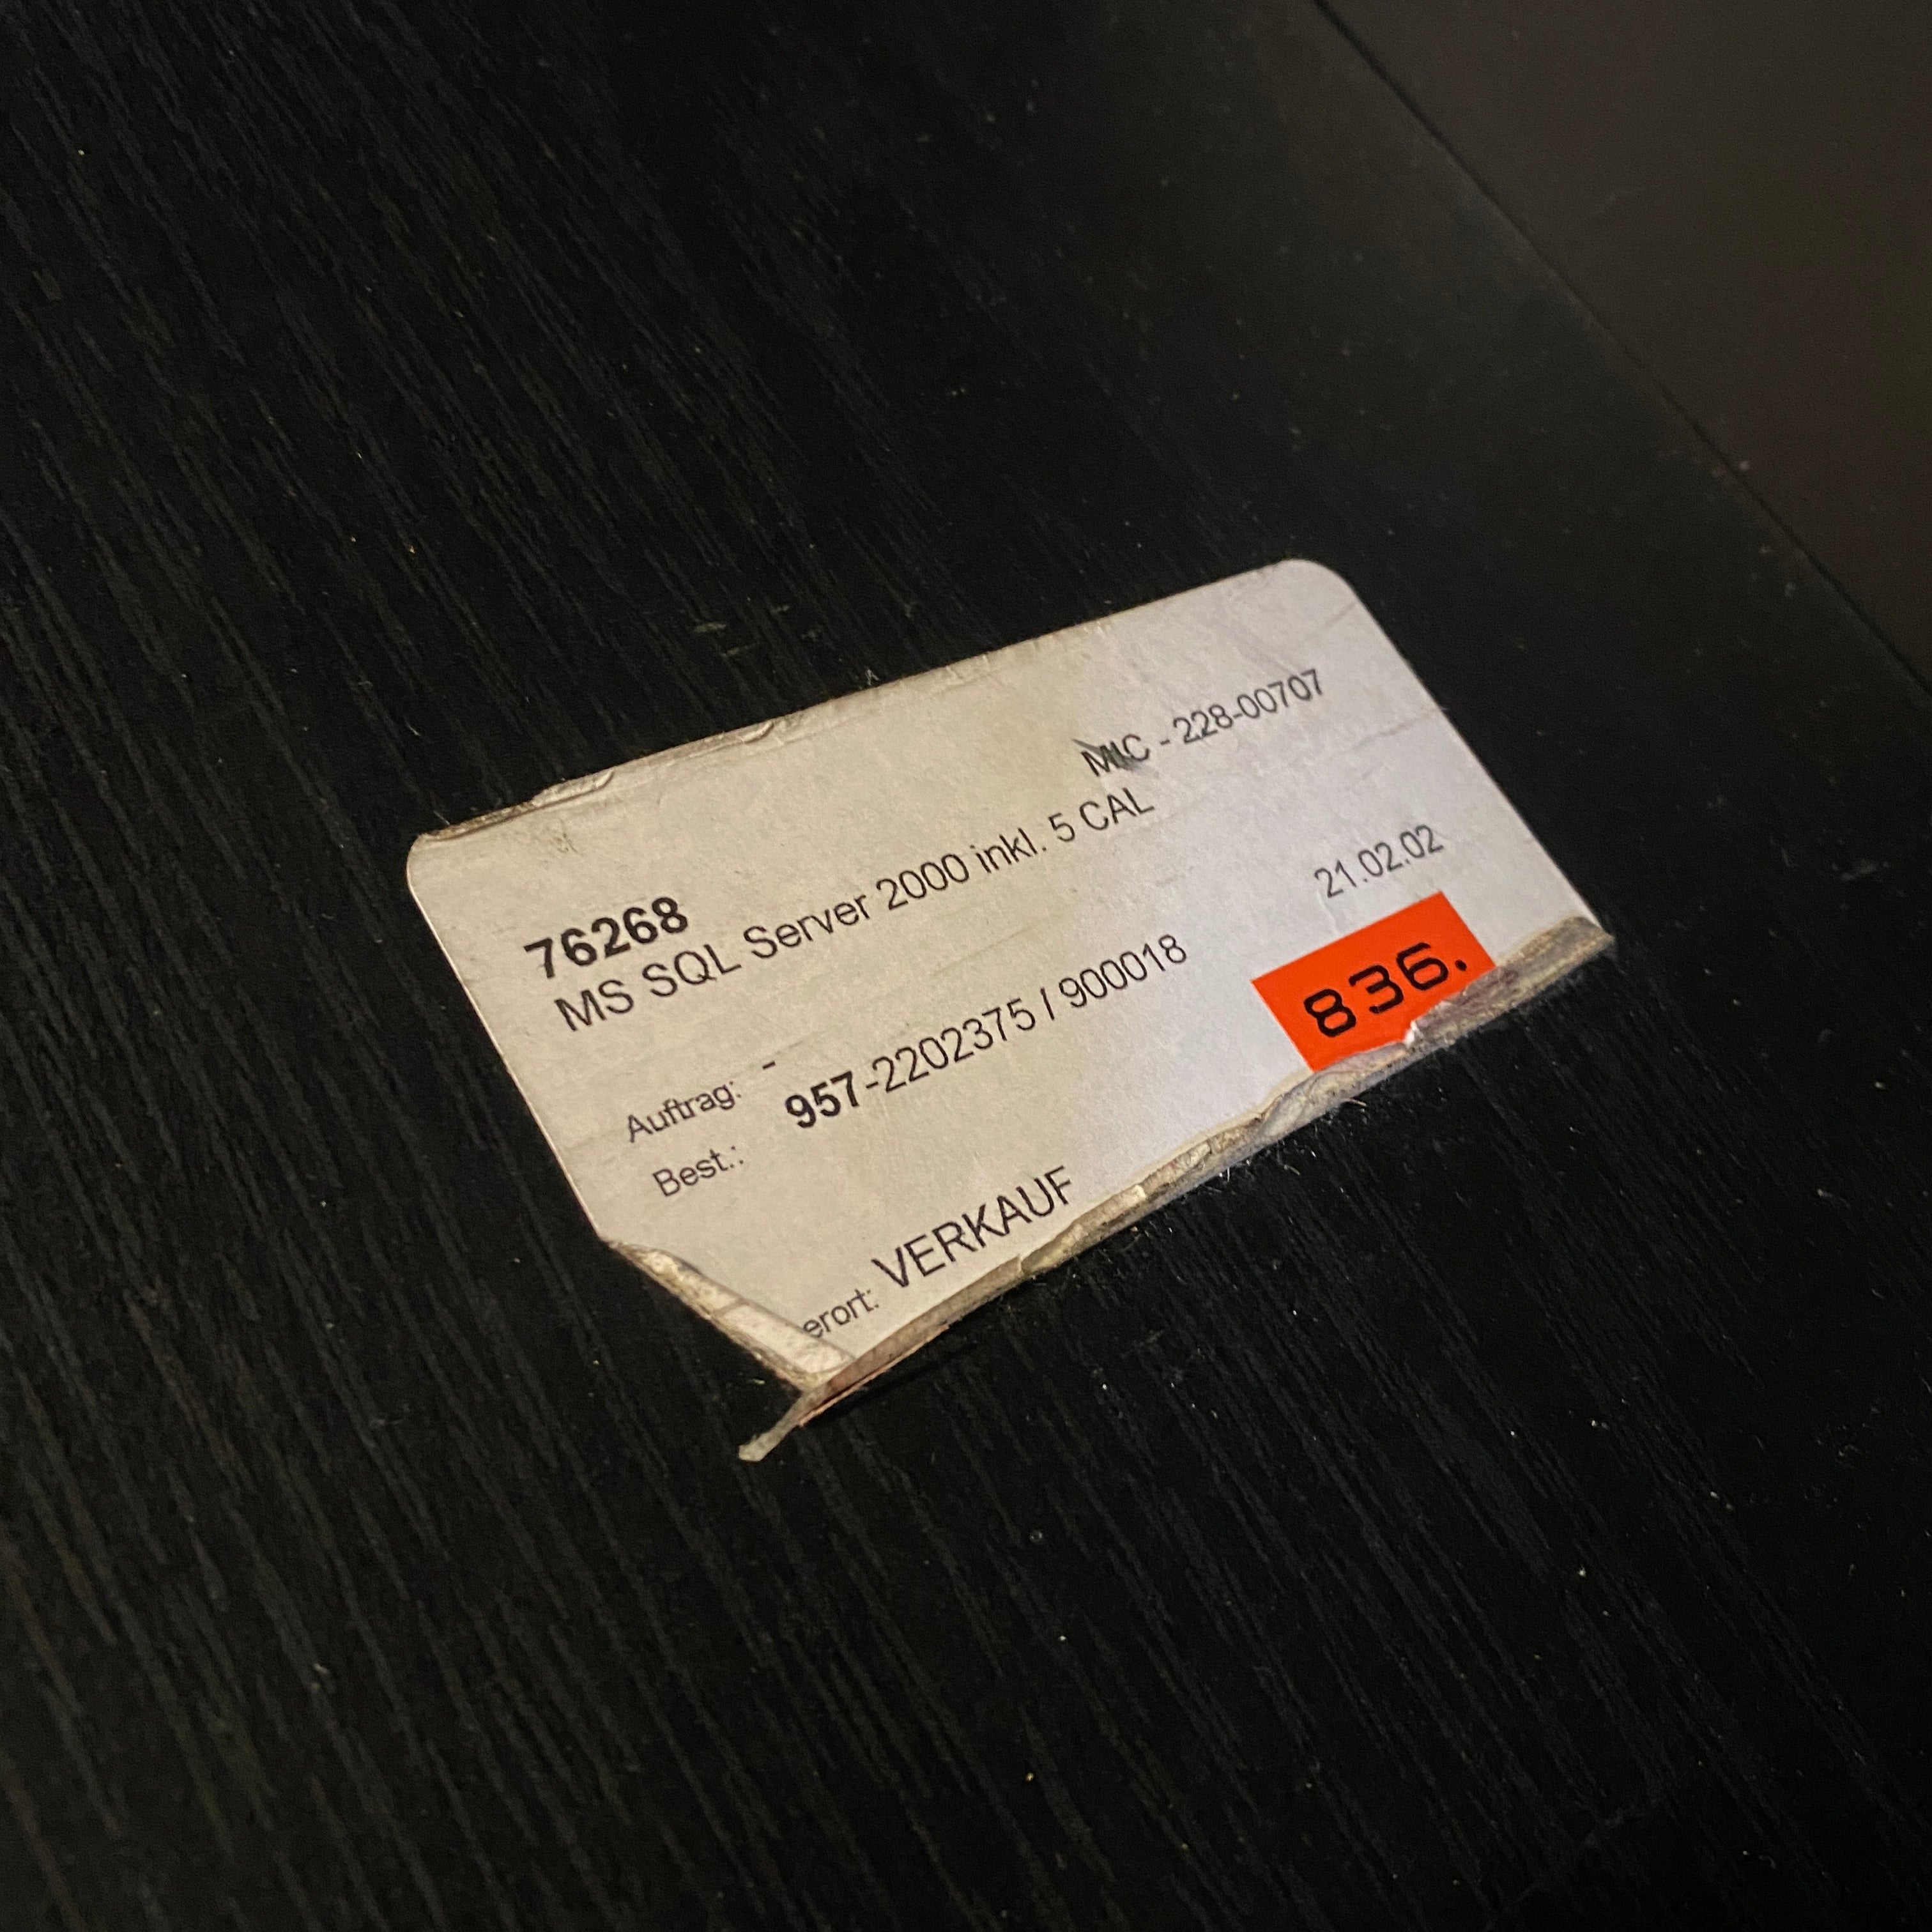 MIC - 228-00707
76268
MS SQL Server 2000 inkl. 5 CAL
21.02.02
Auftrag: -
Best.: 957-2202375 / 900018
836.
erort: VERKAUF